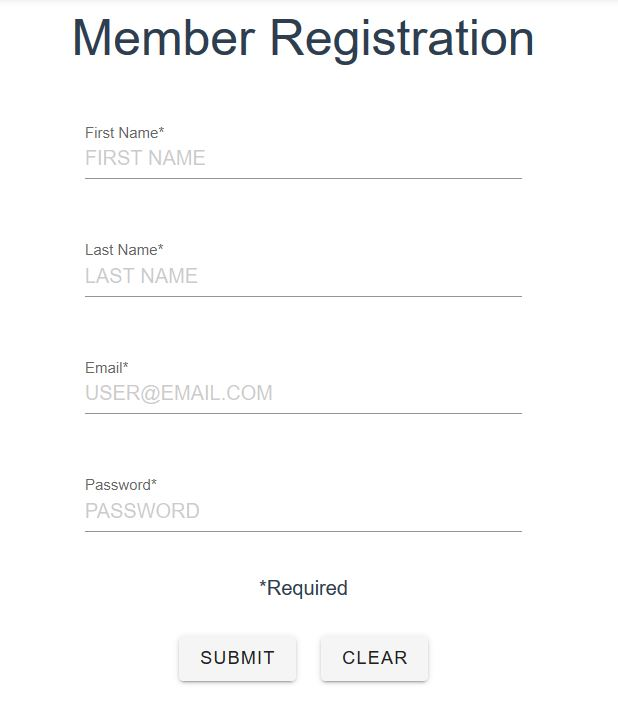 Member Registration
First Name*
FIRST NAME
Last Name*
LAST NAME
Email*
USER@EMAIL.COM
Password*
PASSWORD
*Required
SUBMIT CLEAR